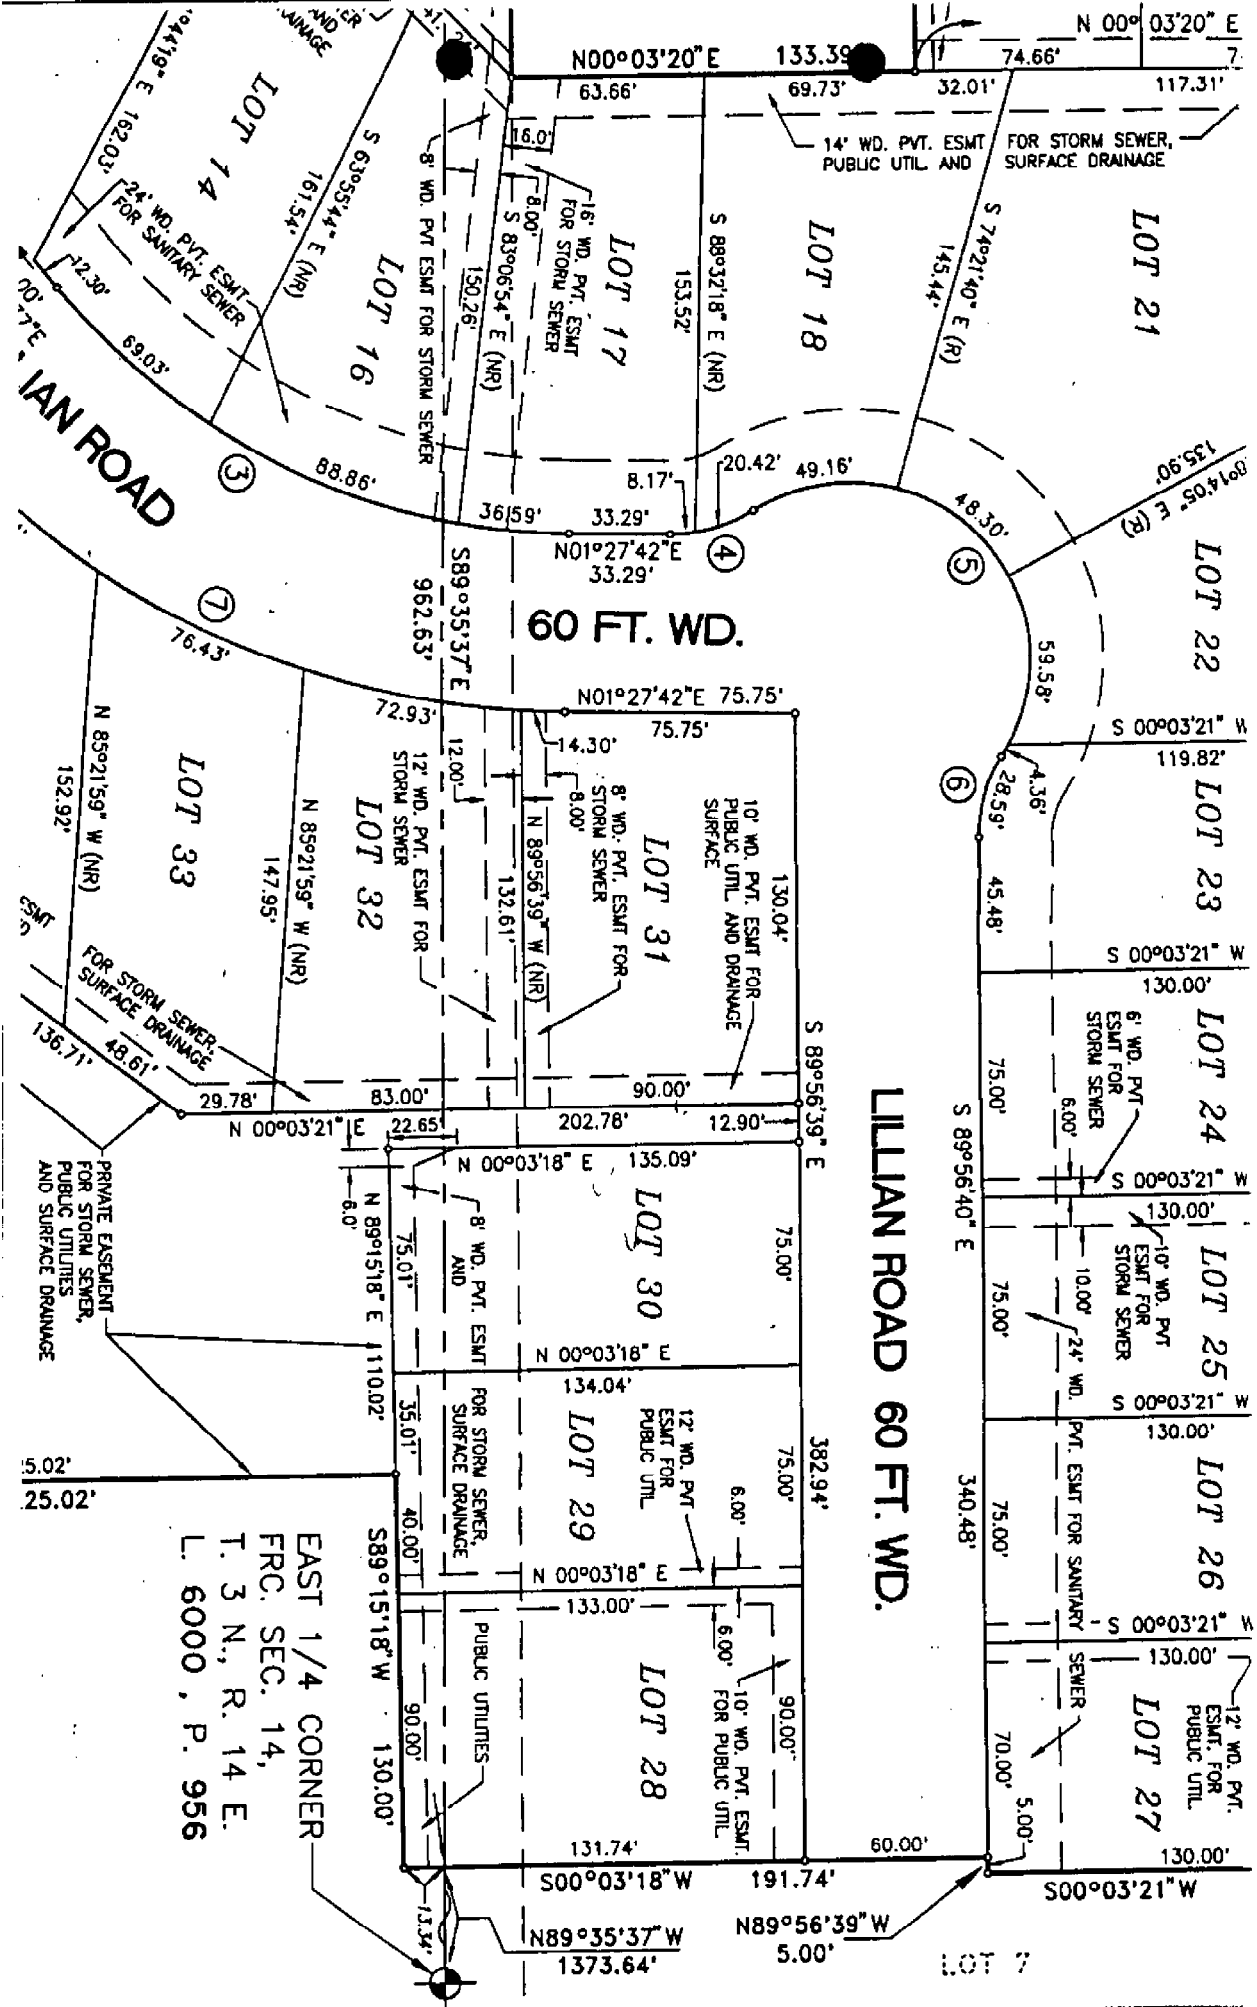 N 00° 03'20" E
N00°03'20" E 133.39
74.66'
63.66'
69.73'
32.01'
117.31'
14' WD. PVT. ESMT FOR STORM SEWER,
PUBLIC UTIL AND SURFACE DRAINAGE
AND
DRAINAGE
°44'19" E 162.03'
LOT 14
S 63°55'44" E (NR)
161.54'
24' WD. PVT. ESMT
FOR SANITARY SEWER
12.30'
69.03'
LOT 16
8' WD. PVT ESMT FOR STORM SEWER
150.26'
S 83°06'54" E (NR)
16.0'
8.00'
16' WD. PVT. ESMT
FOR STORM SEWER
LOT 17
S 88°32'18" E (NR)
153.52'
LOT 18
S 74°21'40" E (R)
145.44'
LOT 21
135.90'
°14'05" E (R)
IAN ROAD
3
88.86'
36.59'
33.29'
8.17'
20.42'
49.16'
48.30'
N01°27'42"E
33.29'
4
5
LOT 22
59.58'
7
76.43'
S89°35'37"E
962.63'
60 FT. WD.
N01°27'42"E 75.75'
75.75'
72.93'
14.30'
S 00°03'21" W
119.82'
4.36'
28.59'
6
LOT 23
45.48'
S 00°03'21" W
130.00'
N 85°21'59" W (NR)
152.92'
LOT 33
N 85°21'59" W (NR)
147.95'
LOT 32
12.00'
12' WD. PVT. ESMT FOR
STORM SEWER
132.61'
N 89°56'39" W (NR)
8.00'
8' WD. PVT. ESMT FOR
STORM SEWER
LOT 31
10' WD. PVT. ESMT FOR
PUBLIC UTIL AND DRAINAGE
SURFACE
130.04'
ESMT
FOR STORM SEWER,
SURFACE DRAINAGE
136.71'
48.61'
29.78'
83.00'
90.00'
N 00°03'21" E
22.65'
202.78'
12.90'
S 89°56'39" E
N 00°03'18" E
135.09'
LOT 24
6' WD. PVT
ESMT FOR
STORM SEWER
6.00'
75.00'
S 89°56'40" E
S 00°03'21" W
130.00'
LILLIAN ROAD 60 FT. WD.
PRIVATE EASEMENT
FOR STORM SEWER,
PUBLIC UTILITIES
AND SURFACE DRAINAGE
6.0'
N 89°15'18" E 110.02'
75.01'
8' WD. PVT. ESMT FOR STORM SEWER,
AND SURFACE DRAINAGE
LOT 30
75.00'
75.00'
10.00'
10' WD. PVT
ESMT FOR
STORM SEWER
LOT 25
24' WD. PVT. ESMT FOR SANITARY SEWER
N 00°03'18" E
134.04'
S 00°03'21" W
130.00'
35.01'
5.02'
25.02'
40.00'
LOT 29
12' WD. PVT
ESMT FOR
PUBLIC UTIL
6.00'
75.00'
382.94'
340.48'
75.00'
LOT 26
N 00°03'18" E
133.00'
S 00°03'21" W
130.00'
EAST 1/4 CORNER
FRC. SEC. 14,
T. 3 N., R. 14 E.
L. 6000 , P. 956
S89°15'18"W 130.00'
90.00'
PUBLIC UTILITIES
LOT 28
6.00'
10' WD. PVT. ESMT.
FOR PUBLIC UTIL.
90.00'
70.00'
5.00'
LOT 27
12' WD. PVT.
ESMT. FOR
PUBLIC UTIL.
131.74'
60.00'
130.00'
S00°03'18"W
191.74'
S00°03'21"W
13.34'
N89°35'37"W
1373.64'
N89°56'39"W
5.00'
LOT 7